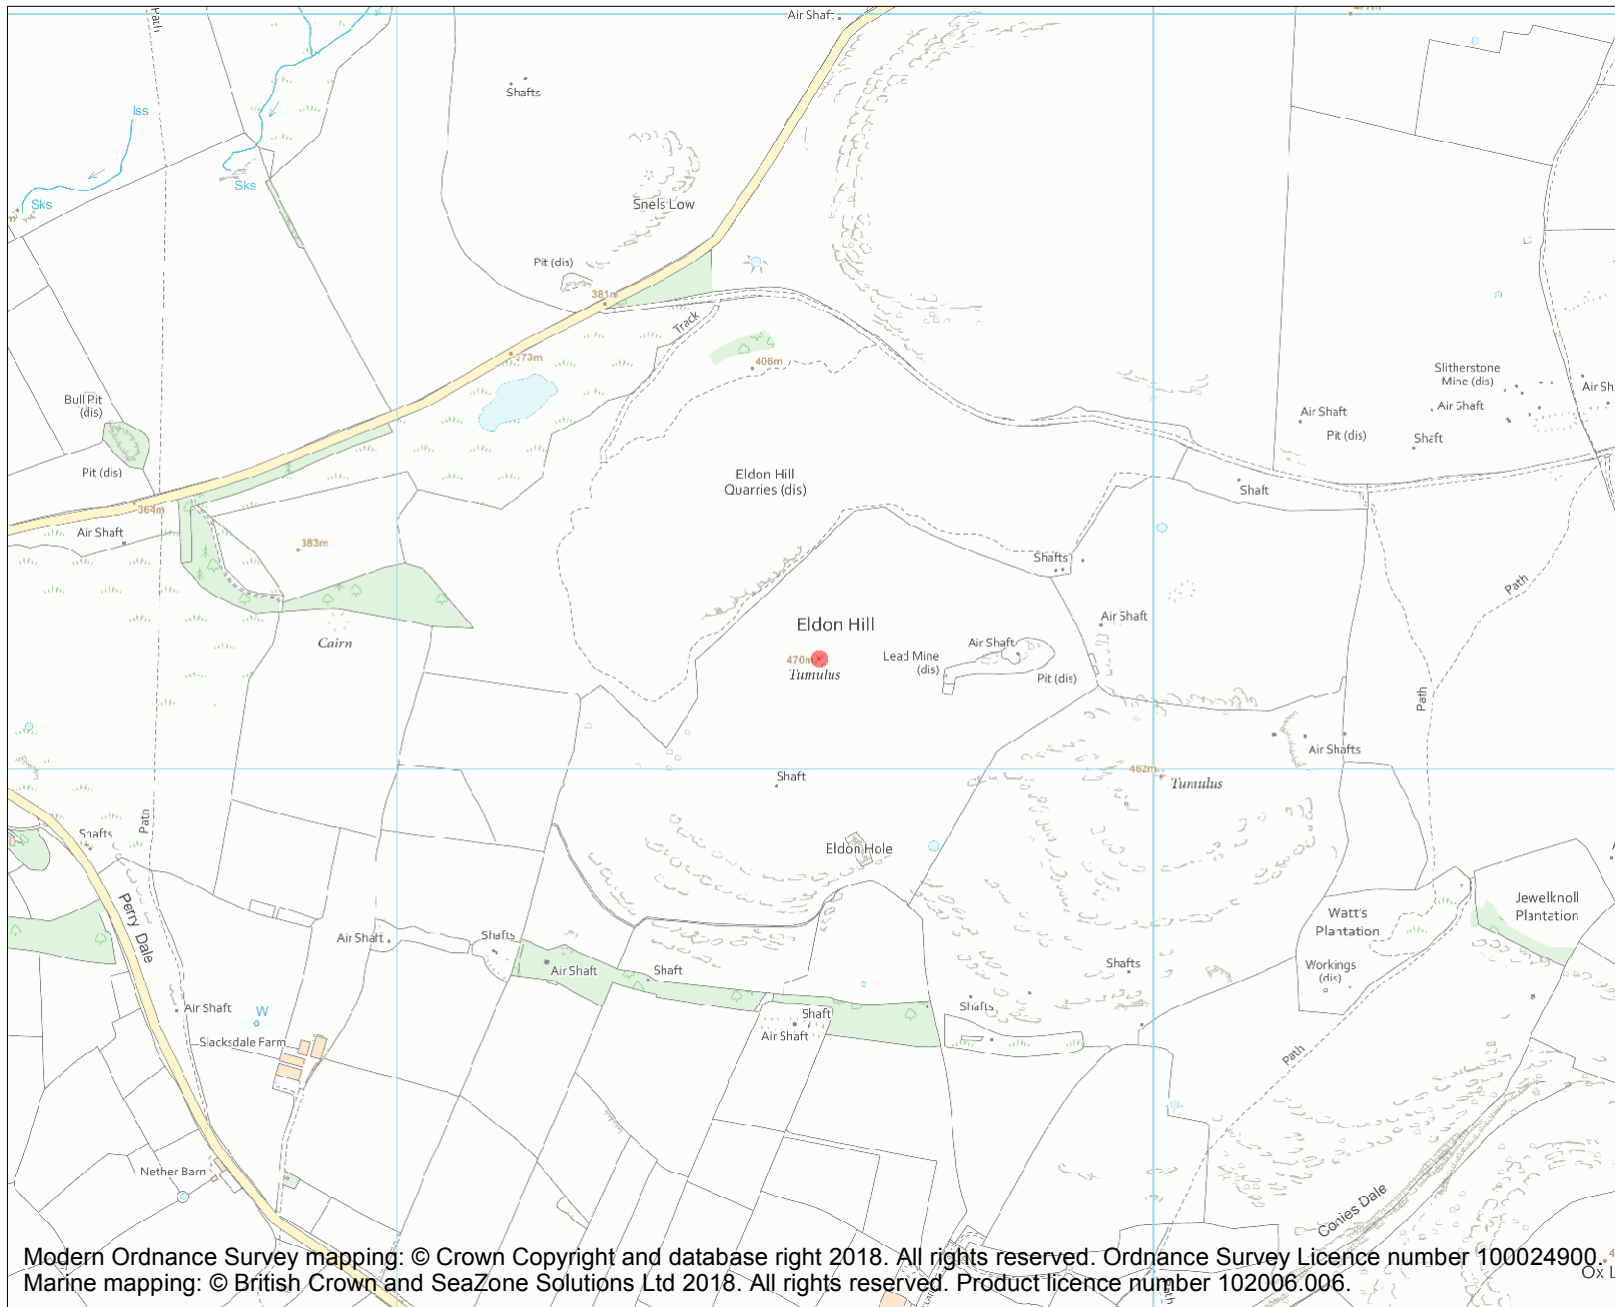 Path
Air Shaft
Iss
Shafts
Sks
Sks
Snels Low
Pit (dis)
381m
Track
406m
373m
Slitherstone
Mine (dis)
Air Shaft
Air Sh
Bull Pit
(dis)
Air Shaft
Pit (dis)
Shaft
Pit (dis)
Eldon Hill
Quarries (dis)
Shaft
364m
Air Shaft
383m
Shafts
Path
Air Shaft
Eldon Hill
Cairn
Air Shaft
Lead Mine
(dis)
470m
Tumulus
Pit (dis)
Path
Air Shafts
462m
Tumulus
Shaft
Path
Shafts
Eldon Hole
Perry Dale
Jewelknoll
Plantation
Watt's
Plantation
Air Shaft
Shafts
Air Shaft
Shaft
Shafts
Workings
(dis)
Air Shaft
W
Shaft
Shafts
Air Shaft
Slacksdale Farm
Path
Nether Barn
Conies Dale
Modern Ordnance Survey mapping: © Crown Copyright and database right 2018. All rights reserved. Ordnance Survey Licence number 100024900.
Marine mapping: © British Crown and SeaZone Solutions Ltd 2018. All rights reserved. Product licence number 102006.006.
Ox L
Path